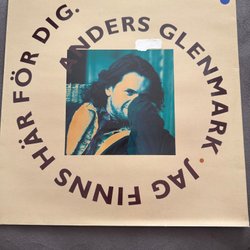 ANDERS GLENMARK · JAG FINNS HÄR FÖR DIG.